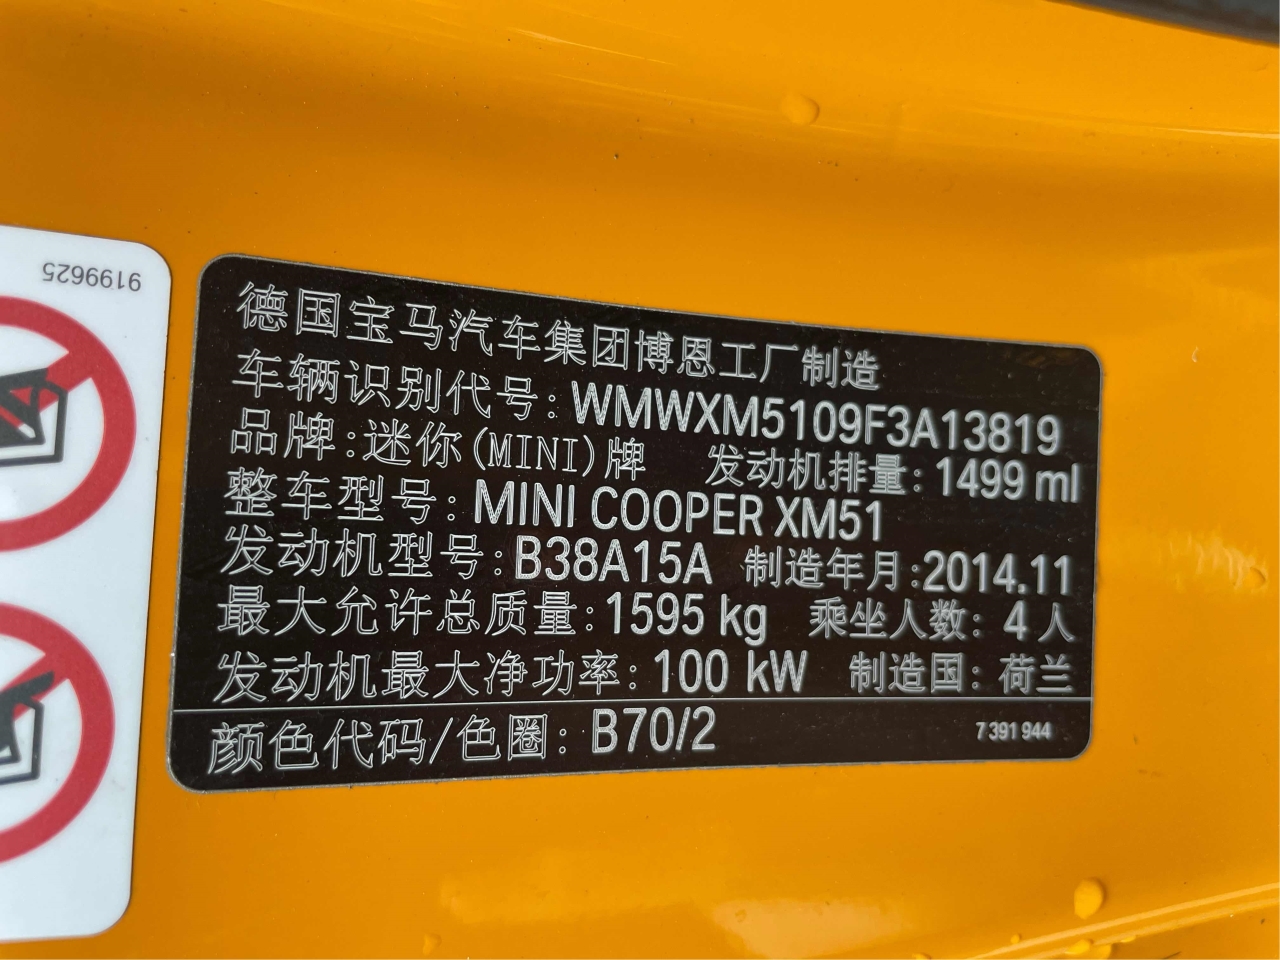 9199625
德国宝马汽车集团博恩工厂制造
车辆识别代号: WMWXM5109F3A13819
品牌:迷你(MINI)牌 发动机排量: 1499 ml
整车型号: MINI COOPER XM51
发动机型号: B38A15A 制造年月:2014.11
最大允许总质量: 1595 kg 乘坐人数: 4人
发动机最大净功率: 100 kW 制造国: 荷兰
颜色代码/色圈: B70/2 7 391 944